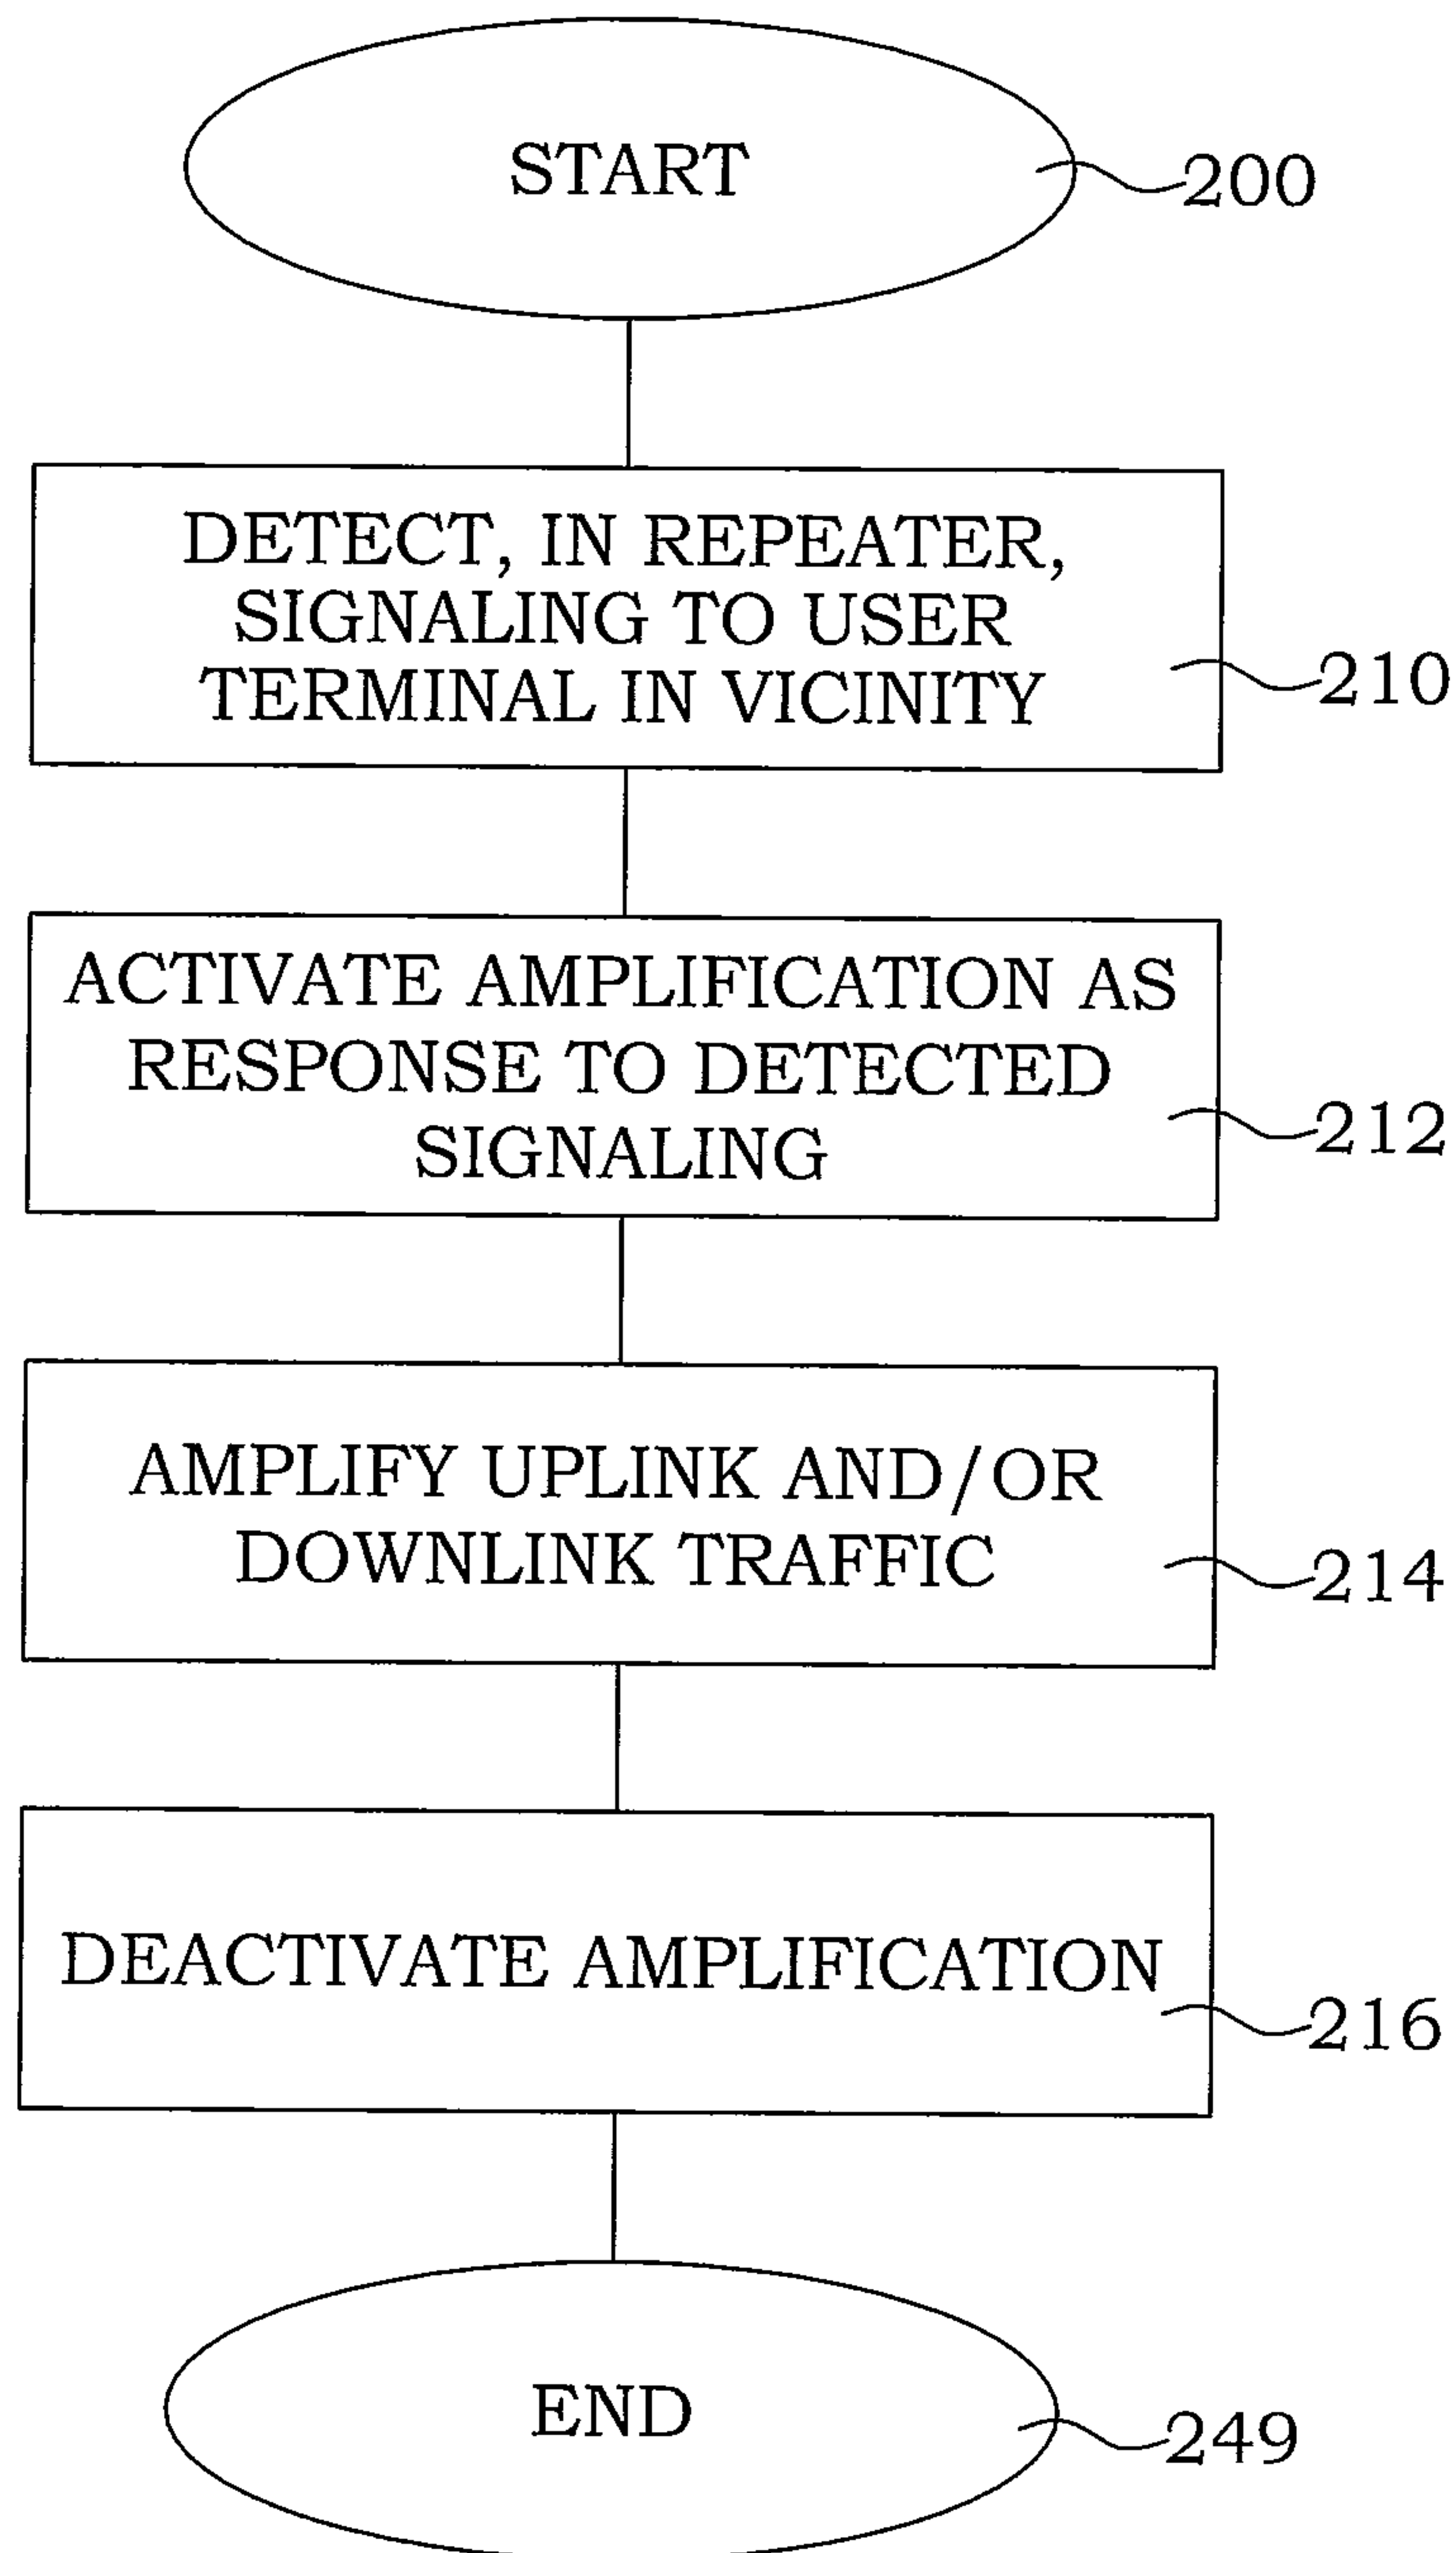 START
200
DETECT, IN REPEATER,
SIGNALING TO USER
TERMINAL IN VICINITY
210
ACTIVATE AMPLIFICATION AS
RESPONSE TO DETECTED
SIGNALING
212
AMPLIFY UPLINK AND/OR
DOWNLINK TRAFFIC
214
DEACTIVATE AMPLIFICATION
216
END
249